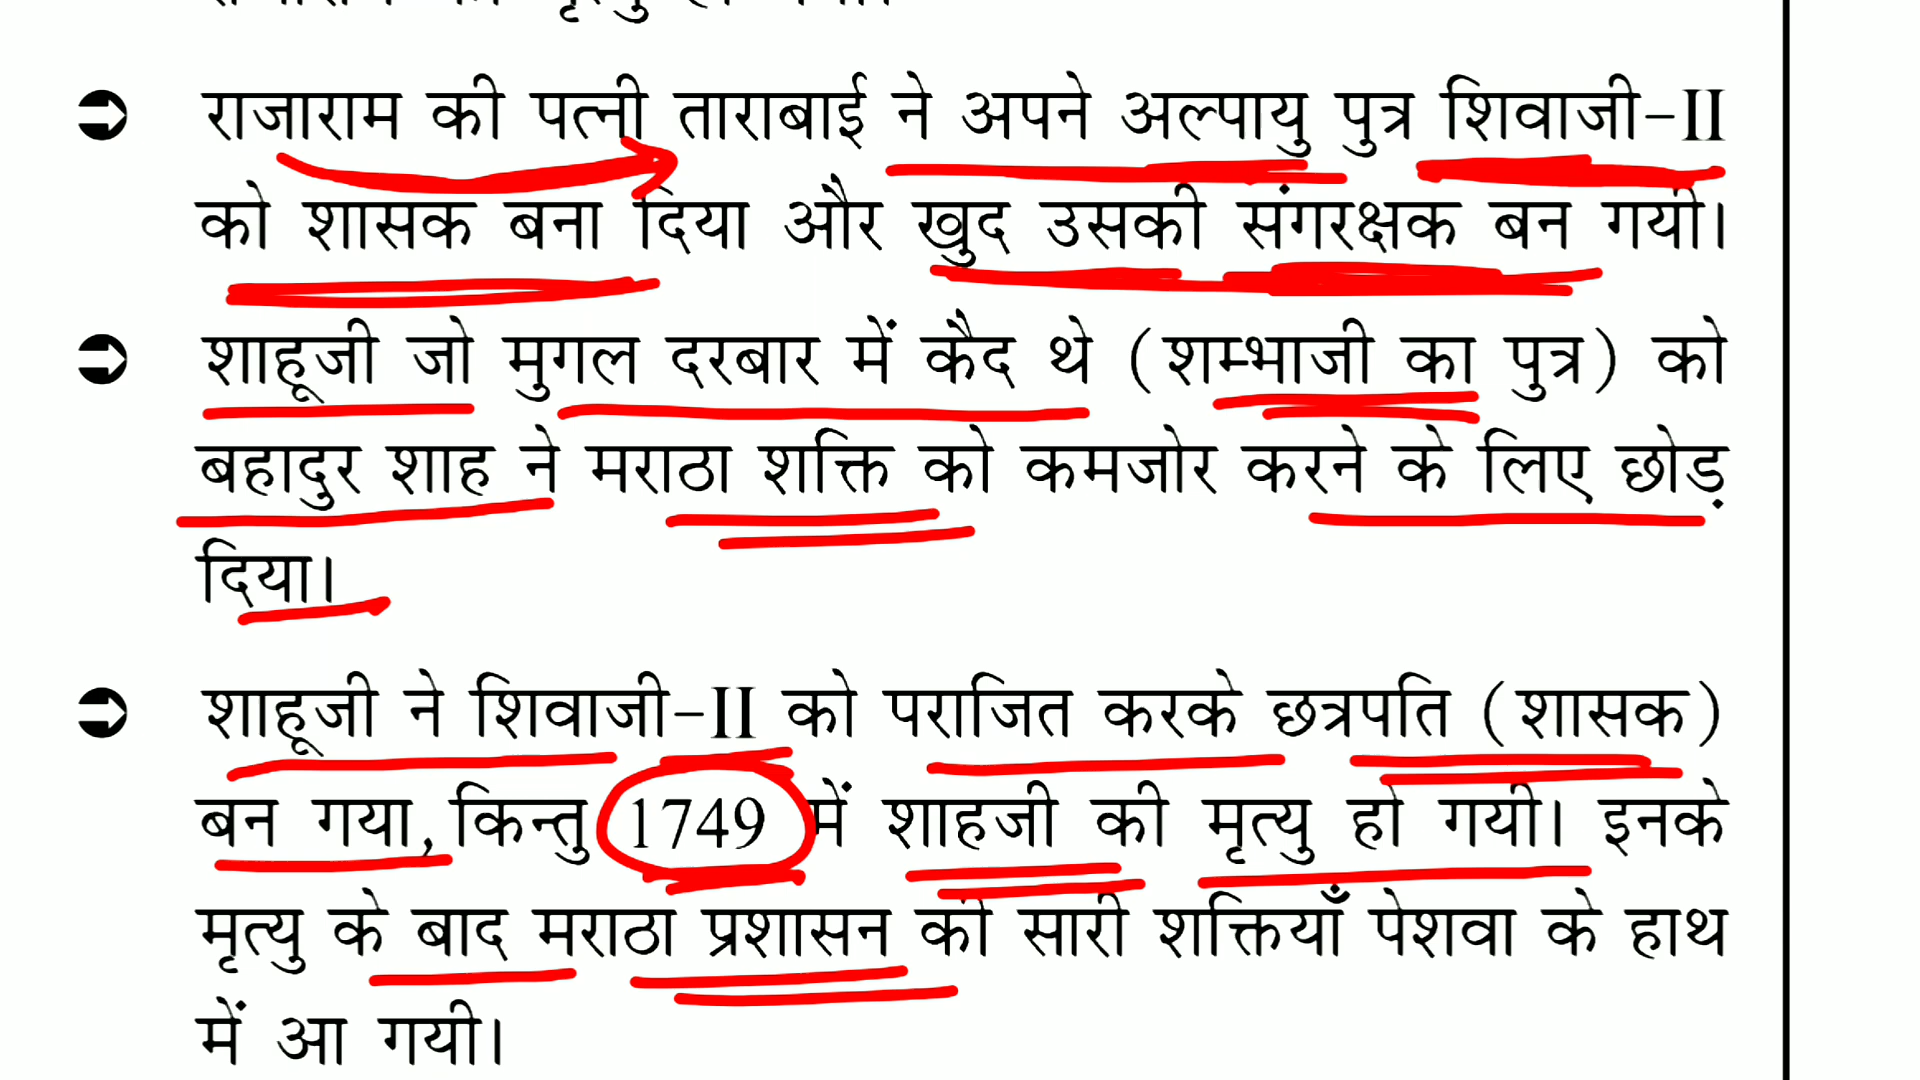 राजाराम की पत्नी ताराबाई ने अपने अल्पायु पुत्र शिवाजी-II
को शासक बना दिया और खुद उसकी संगरक्षक बन गयी।
शाहूजी जो मुगल दरबार में कैद थे (शम्भाजी का पुत्र) को
बहादुर शाह ने मराठा शक्ति को कमजोर करने के लिए छोड़
दिया।
शाहूजी ने शिवाजी-II को पराजित करके छत्रपति (शासक)
बन गया, किन्तु 1749 में शाहजी की मृत्यु हो गयी। इनके
मृत्यु के बाद मराठा प्रशासन की सारी शक्तियाँ पेशवा के हाथ
में आ गयी।